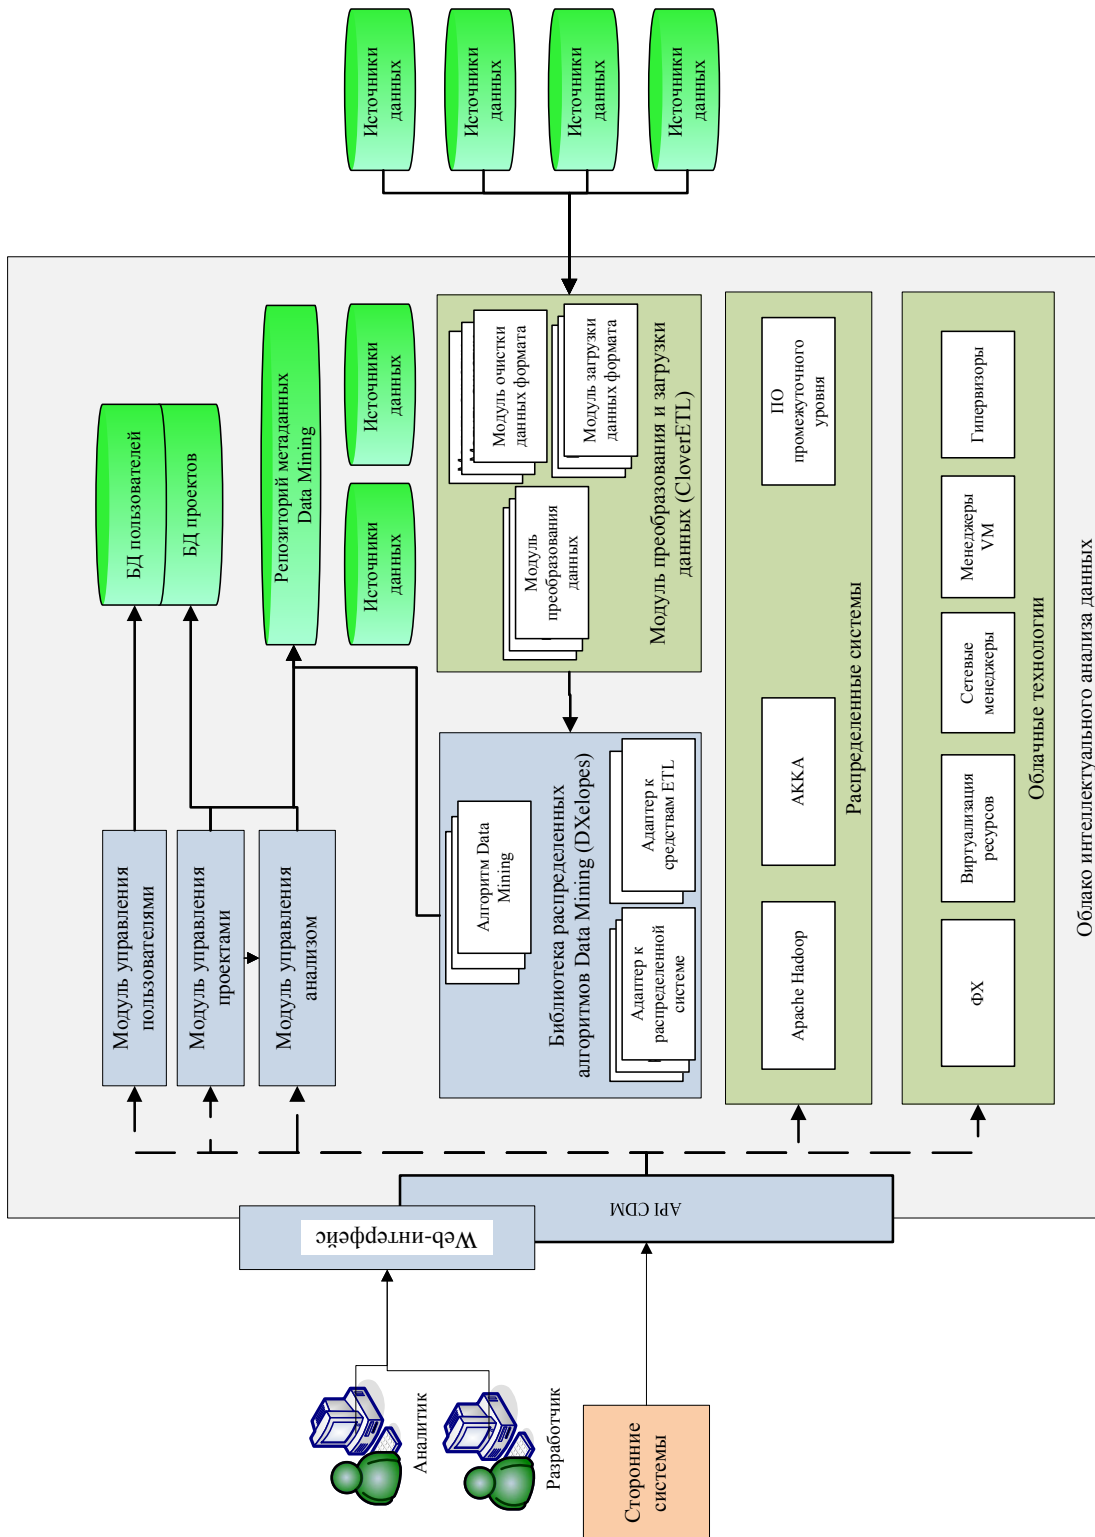 Аналитик
Разработчик
Сторонние
системы
Web-интерфейс
API CDM
Модуль управления
пользователями
Модуль управления
проектами
Модуль управления
анализом
БД пользователей
БД проектов
Репозиторий метаданных
Data Mining
Источники
данных
Источники
данных
Алгоритм Data
Mining
Библиотека распределенных
алгоритмов Data Mining (DXelopes)
Адаптер к
распределенной
системе
Адаптер к
средствам ETL
Модуль
преобразования
данных
Модуль очистки
данных формата
Модуль загрузки
данных формата
Модуль преобразования и загрузки
данных (CloverETL)
Apache Hadoop
АККА
ПО
промежуточного
уровня
Распределенные системы
ФХ
Виртуализация
ресурсов
Сетевые
менеджеры
Менеджеры
VM
Гипервизоры
Облачные технологии
Облако интеллектуального анализа данных
Источники
данных
Источники
данных
Источники
данных
Источники
данных